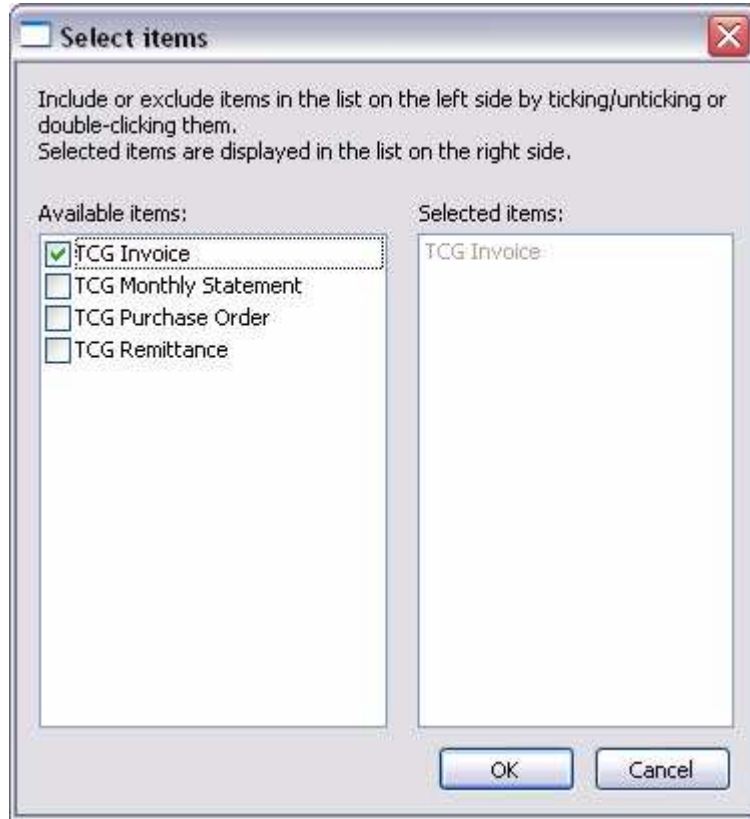 Select items
Include or exclude items in the list on the left side by ticking/unticking or
double-clicking them.
Selected items are displayed in the list on the right side.
Available items:
Selected items:
TCG Invoice
TCG Monthly Statement
TCG Purchase Order
TCG Remittance
TCG Invoice
OK
Cancel